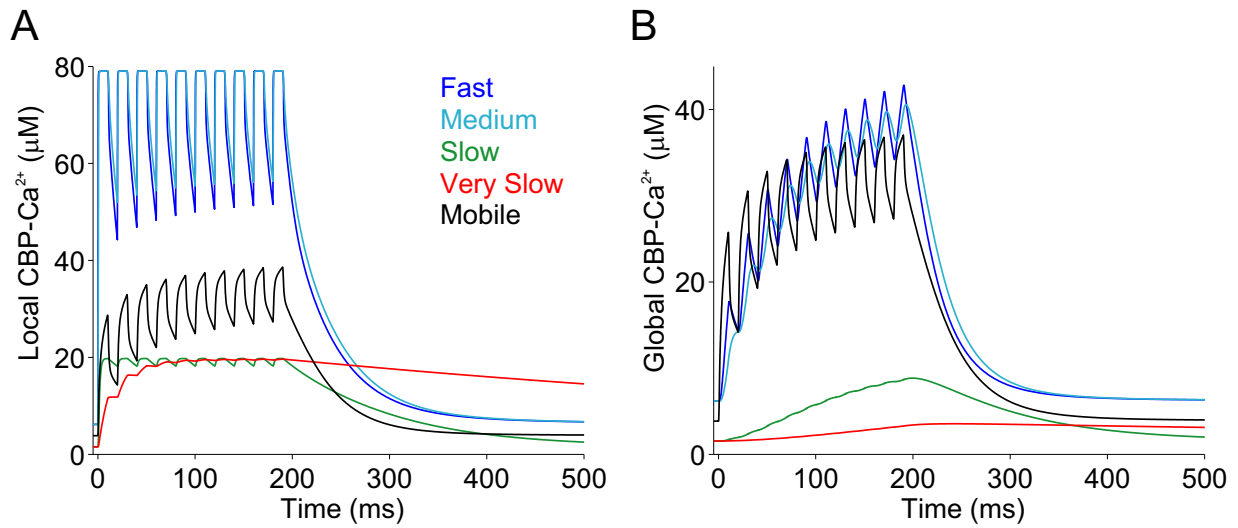 A
B
Local CBP-Ca²⁺ (μM)
80
60
40
20
0
Fast
Medium
Slow
Very Slow
Mobile
0
100
200
300
400
500
Time (ms)
Global CBP-Ca²⁺ (μM)
40
20
0
0
100
200
300
400
500
Time (ms)